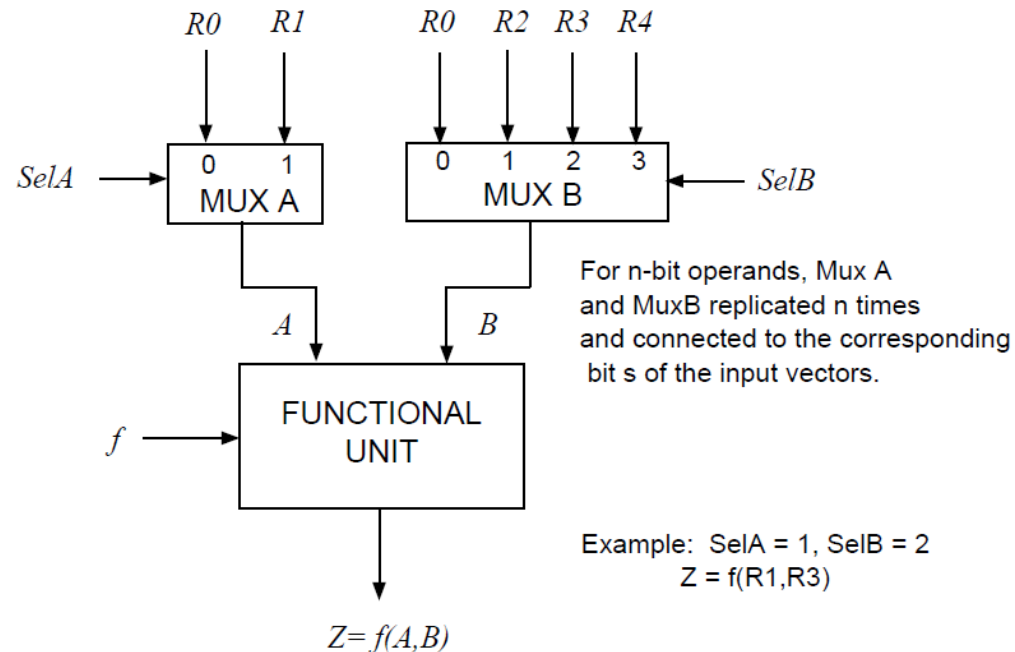 R0 R1 R0 R2 R3 R4
0 1 0 1 2 3
SelA MUX A MUX B SelB
For n-bit operands, Mux A
and MuxB replicated n times
and connected to the corresponding
bit s of the input vectors.
A B
FUNCTIONAL
UNIT
f
Example: SelA = 1, SelB = 2
Z = f(R1,R3)
Z= f(A,B)